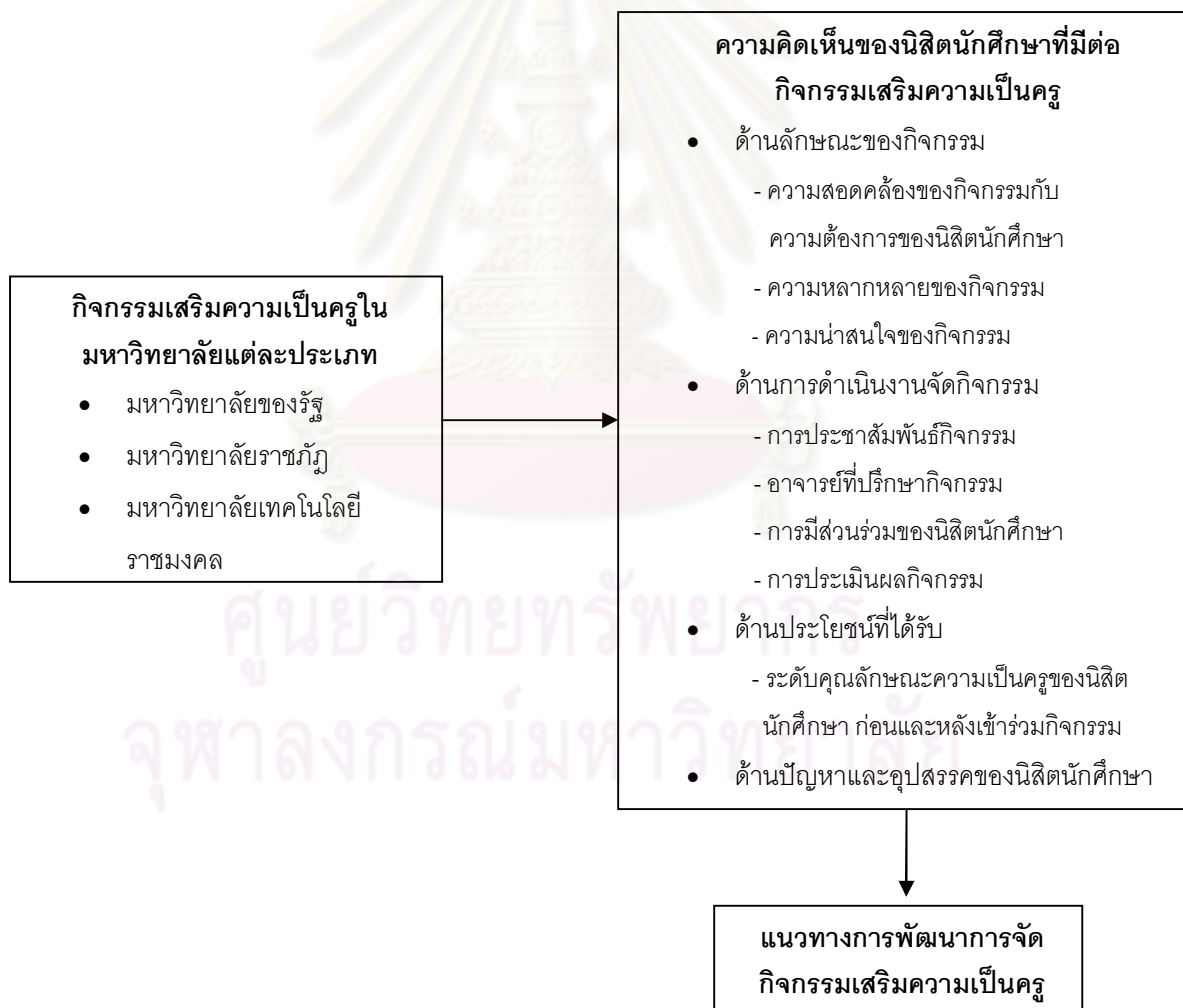 กิจกรรมเสริมความเป็นครูใน
มหาวิทยาลัยแต่ละประเภท
• มหาวิทยาลัยของรัฐ
• มหาวิทยาลัยราชภัฏ
• มหาวิทยาลัยเทคโนโลยี
ราชมงคล
ความคิดเห็นของนิสิตนักศึกษาที่มีต่อ
กิจกรรมเสริมความเป็นครู
• ด้านลักษณะของกิจกรรม
- ความสอดคล้องของกิจกรรมกับ
ความต้องการของนิสิตนักศึกษา
- ความหลากหลายของกิจกรรม
- ความน่าสนใจของกิจกรรม
• ด้านการดำเนินงานจัดกิจกรรม
- การประชาสัมพันธ์กิจกรรม
- อาจารย์ที่ปรึกษากิจกรรม
- การมีส่วนร่วมของนิสิตนักศึกษา
- การประเมินผลกิจกรรม
• ด้านประโยชน์ที่ได้รับ
- ระดับคุณลักษณะความเป็นครูของนิสิต
นักศึกษา ก่อนและหลังเข้าร่วมกิจกรรม
• ด้านปัญหาและอุปสรรคของนิสิตนักศึกษา
แนวทางการพัฒนาการจัด
กิจกรรมเสริมความเป็นครู
ศูนย์วิทยทรัพยากร
จุฬาลงกรณ์มหาวิทยาลัย